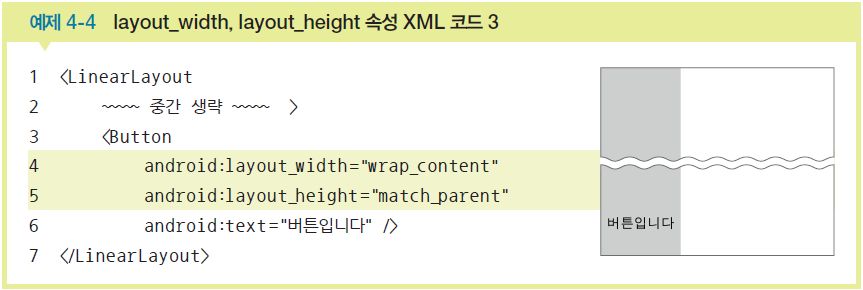 예제 4-4 layout_width, layout_height 속성 XML 코드 3
1 <LinearLayout
2 ~~~~~ 중간 생략 ~~~~~ >
3 <Button
4 android:layout_width="wrap_content"
5 android:layout_height="match_parent"
6 android:text="버튼입니다" />
7 </LinearLayout>
버튼입니다